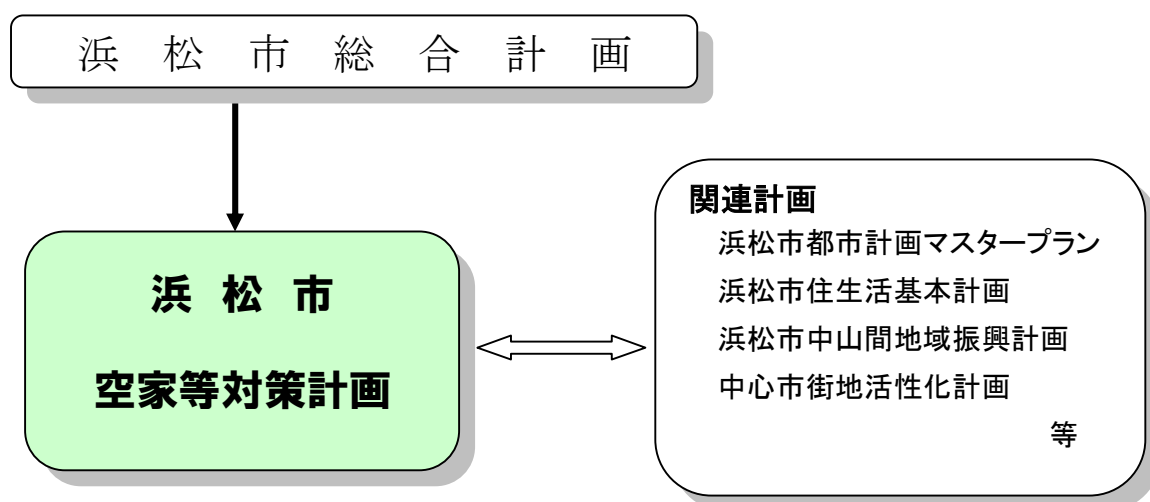 浜松市総合計画
浜松市
空家等対策計画
関連計画
浜松市都市計画マスタープラン
浜松市住生活基本計画
浜松市中山間地域振興計画
中心市街地活性化計画
等